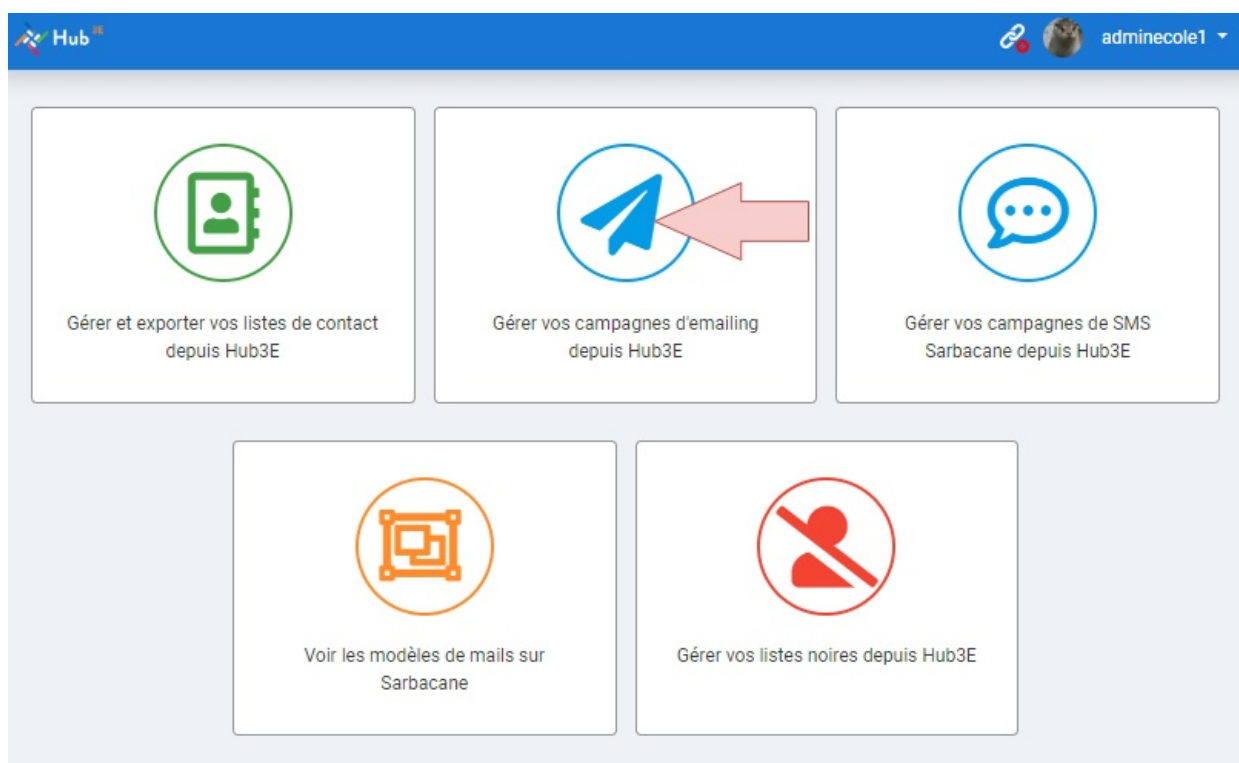 Hub 3E
adminecole1
Gérer et exporter vos listes de contact
depuis Hub3E
Gérer vos campagnes d'emailing
depuis Hub3E
Gérer vos campagnes de SMS
Sarbacane depuis Hub3E
Voir les modèles de mails sur
Sarbacane
Gérer vos listes noires depuis Hub3E